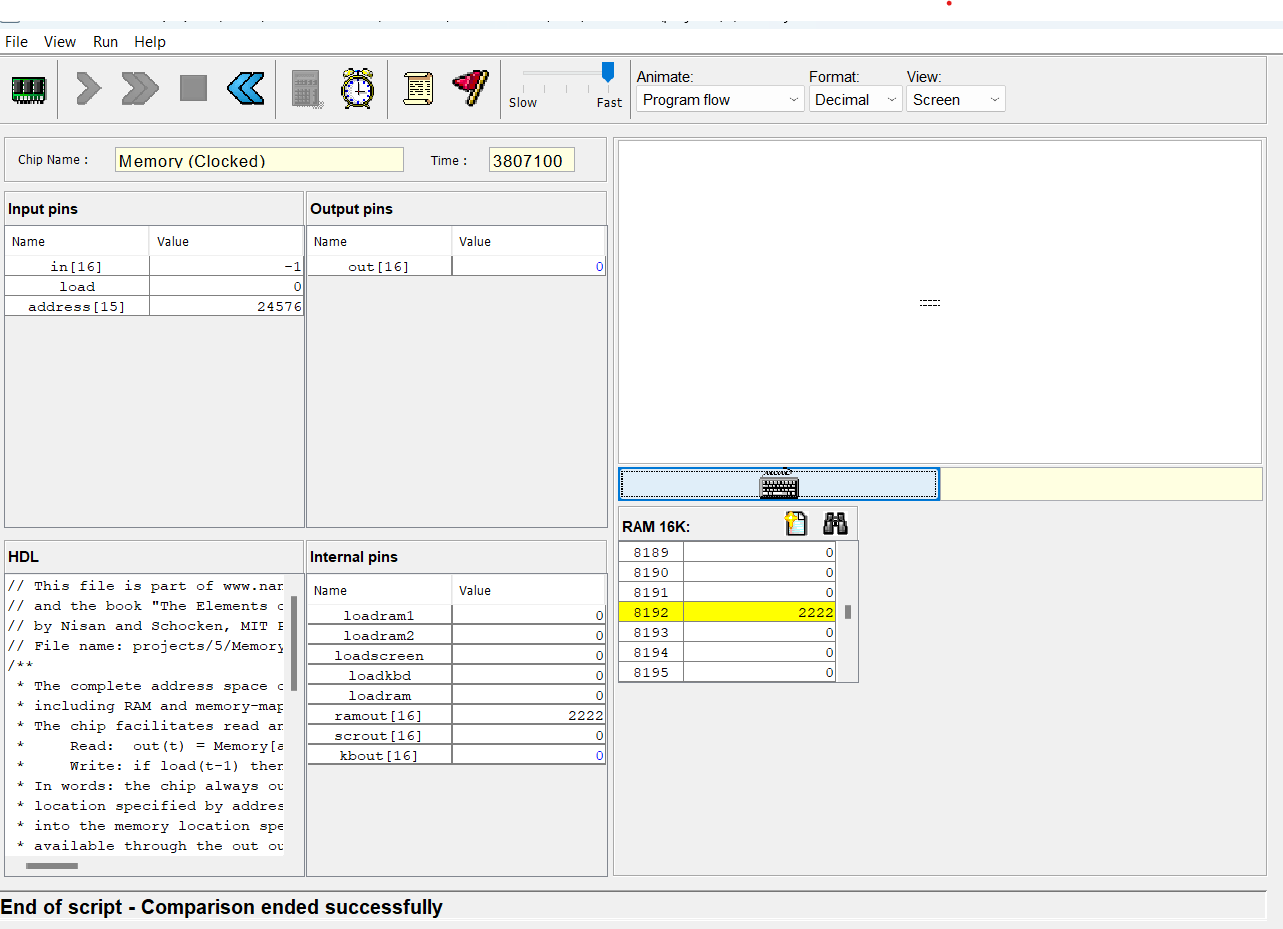 File View Run Help
Slow Fast
Animate: Format: View:
Program flow Decimal Screen
Chip Name : Memory (Clocked) Time : 3807100
Input pins
Name Value
in[16] -1
load 0
address[15] 24576
Output pins
Name Value
out[16] 0
HDL
// This file is part of www.nan
// and the book "The Elements o
// by Nisan and Schocken, MIT P
// File name: projects/5/Memory
/**
* The complete address space o
* including RAM and memory-map
* The chip facilitates read an
* Read: out(t) = Memory[a
* Write: if load(t-1) then
* In words: the chip always ou
* location specified by addres
* into the memory location spe
* available through the out ou
Internal pins
Name Value
loadram1 0
loadram2 0
loadscreen 0
loadkbd 0
loadram 0
ramout[16] 2222
scrout[16] 0
kbout[16] 0
RAM 16K:
8189 0
8190 0
8191 0
8192 2222
8193 0
8194 0
8195 0
End of script - Comparison ended successfully